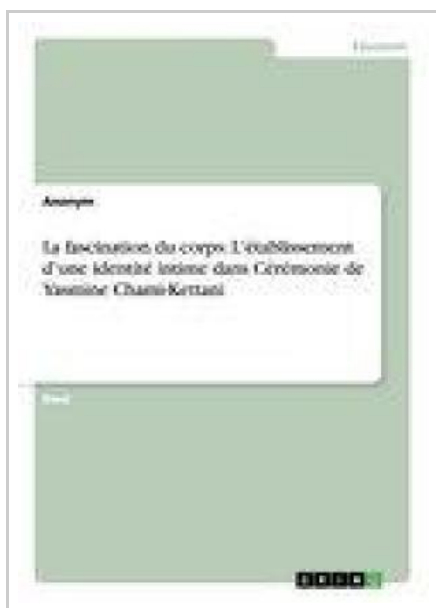 Anonym
La fascination du corps. L'établissement
d'une identité intime dans Cérémonie de
Yasmine Chami-Kettani